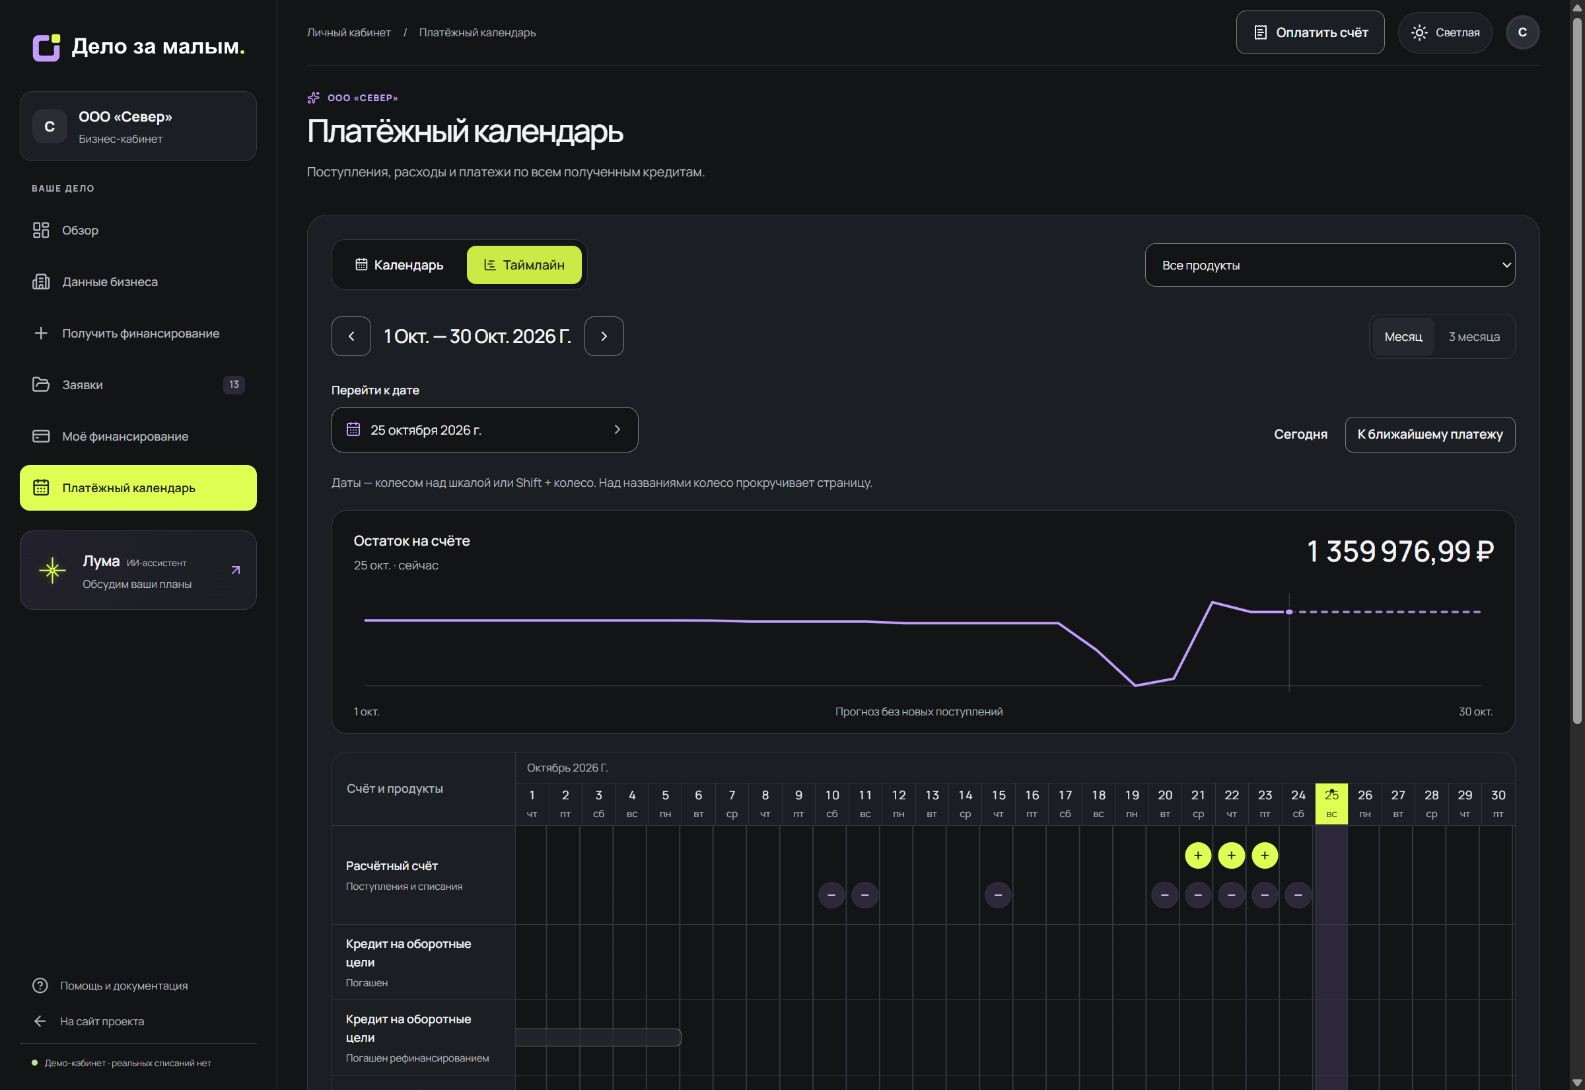 Дело за малым.
С
ООО «Север»
Бизнес-кабинет
ВАШЕ ДЕЛО
Обзор
Данные бизнеса
Получить финансирование
Заявки 13
Моё финансирование
Платёжный календарь
Лума ИИ-ассистент
Обсудим ваши планы
Помощь и документация
На сайт проекта
Демо-кабинет · реальных списаний нет
Личный кабинет / Платёжный календарь
Оплатить счёт
Светлая
С
ООО «СЕВЕР»
Платёжный календарь
Поступления, расходы и платежи по всем полученным кредитам.
Календарь
Таймлайн
Все продукты
1 Окт. — 30 Окт. 2026 Г.
Месяц
3 месяца
Перейти к дате
25 октября 2026 г.
Сегодня
К ближайшему платежу
Даты — колесом над шкалой или Shift + колесо. Над названиями колесо прокручивает страницу.
Остаток на счёте
25 окт. · сейчас
1 359 976,99 ₽
1 окт.
Прогноз без новых поступлений
30 окт.
Счёт и продукты
Октябрь 2026 Г.
1 2 3 4 5 6 7 8 9 10 11 12 13 14 15 16 17 18 19 20 21 22 23 24 25 26 27 28 29 30
чт пт сб вс пн вт ср чт пт сб вс пн вт ср чт пт сб вс пн вт ср чт пт сб вс пн вт ср чт пт
Расчётный счёт
Поступления и списания
+ + +
− − − − − − − −
Кредит на оборотные
цели
Погашен
Кредит на оборотные
цели
Погашен рефинансированием